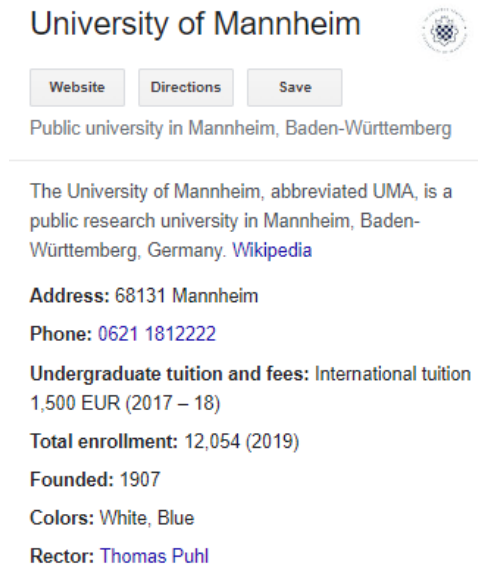 University of Mannheim
Website
Directions
Save
Public university in Mannheim, Baden-Württemberg
The University of Mannheim, abbreviated UMA, is a
public research university in Mannheim, Baden-
Württemberg, Germany. Wikipedia
Address: 68131 Mannheim
Phone: 0621 1812222
Undergraduate tuition and fees: International tuition
1,500 EUR (2017 – 18)
Total enrollment: 12,054 (2019)
Founded: 1907
Colors: White, Blue
Rector: Thomas Puhl